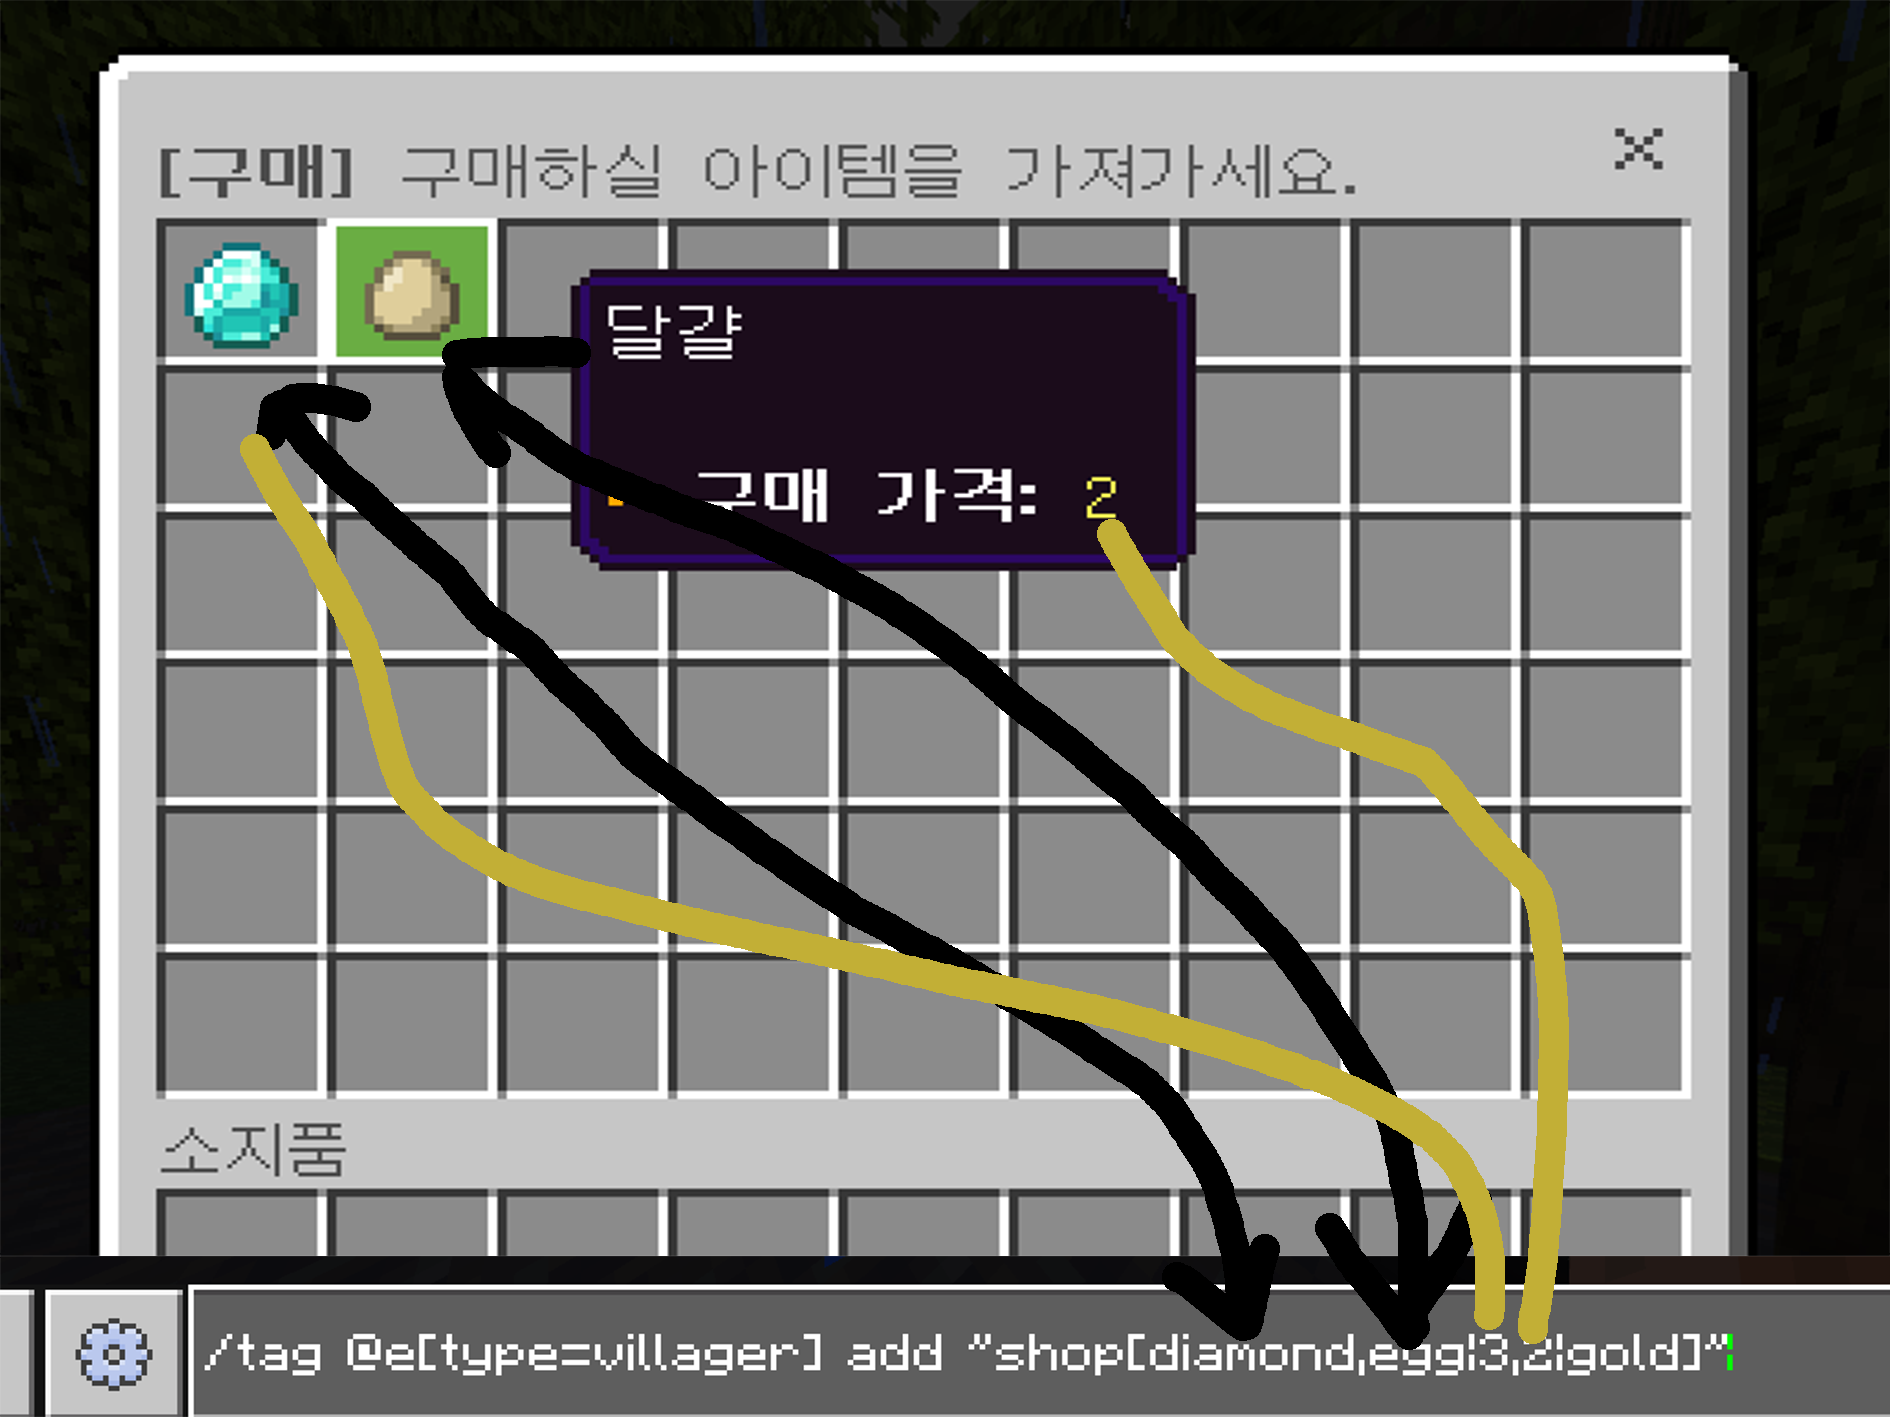 [구매] 구매하실 아이템을 가져가세요.
달걀
구매 가격: 2
소지품
/tag @e[type=villager] add "shop[diamond,egg|3,2|gold]"